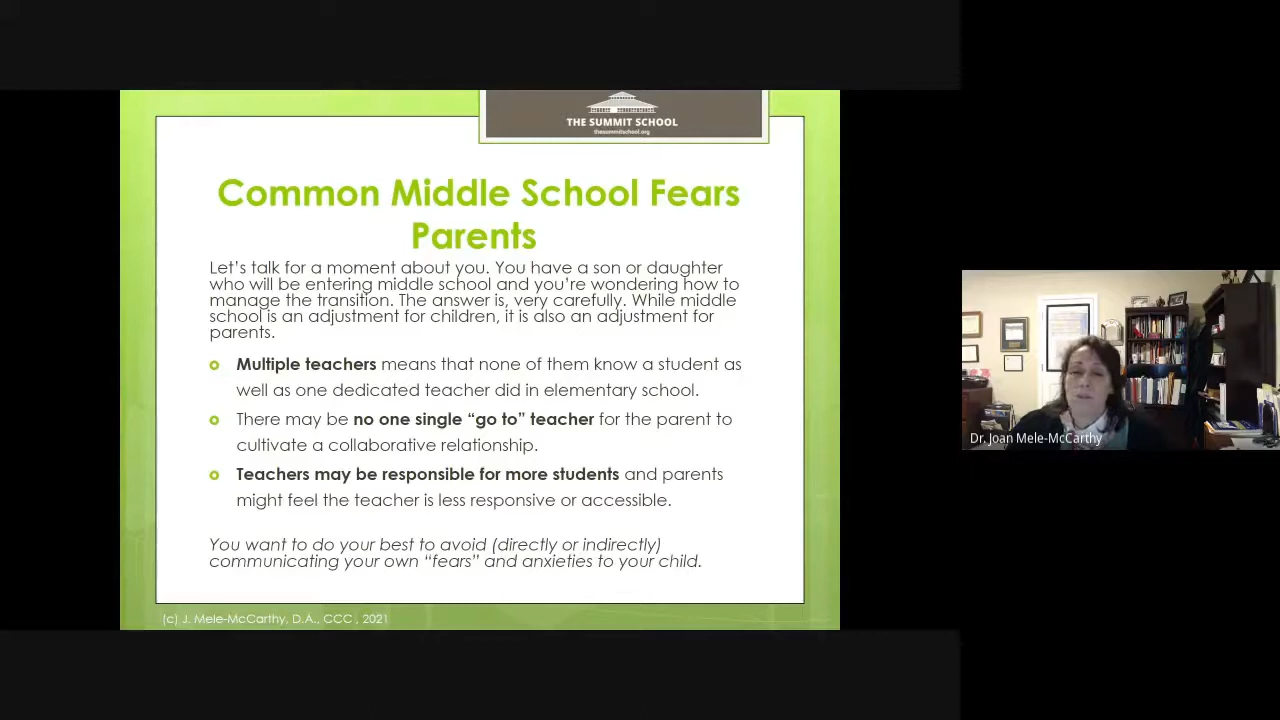 THE SUMMIT SCHOOL
thesummitschool.org
Common Middle School Fears
Parents
Let’s talk for a moment about you. You have a son or daughter
who will be entering middle school and you’re wondering how to
manage the transition. The answer is, very carefully. While middle
school is an adjustment for children, it is also an adjustment for
parents.
Multiple teachers means that none of them know a student as
well as one dedicated teacher did in elementary school.
There may be no one single “go to” teacher for the parent to
cultivate a collaborative relationship.
Teachers may be responsible for more students and parents
might feel the teacher is less responsive or accessible.
You want to do your best to avoid (directly or indirectly)
communicating your own “fears” and anxieties to your child.
(c) J. Mele-McCarthy, D.A., CCC , 2021
Dr. Joan Mele-McCarthy